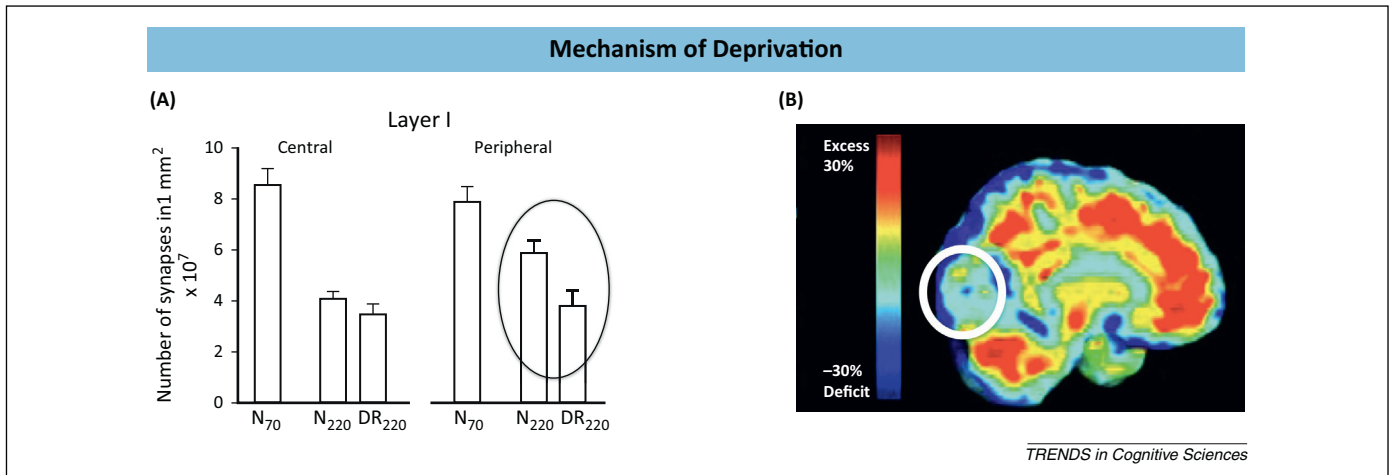 Mechanism of Deprivation
(A)
Layer I
Central
Peripheral
Number of synapses in1 mm²
x 10⁷
10
8
6
4
2
0
N₇₀
N₂₂₀
DR₂₂₀
N₇₀
N₂₂₀
DR₂₂₀
(B)
Excess
30%
–30%
Deficit
TRENDS in Cognitive Sciences